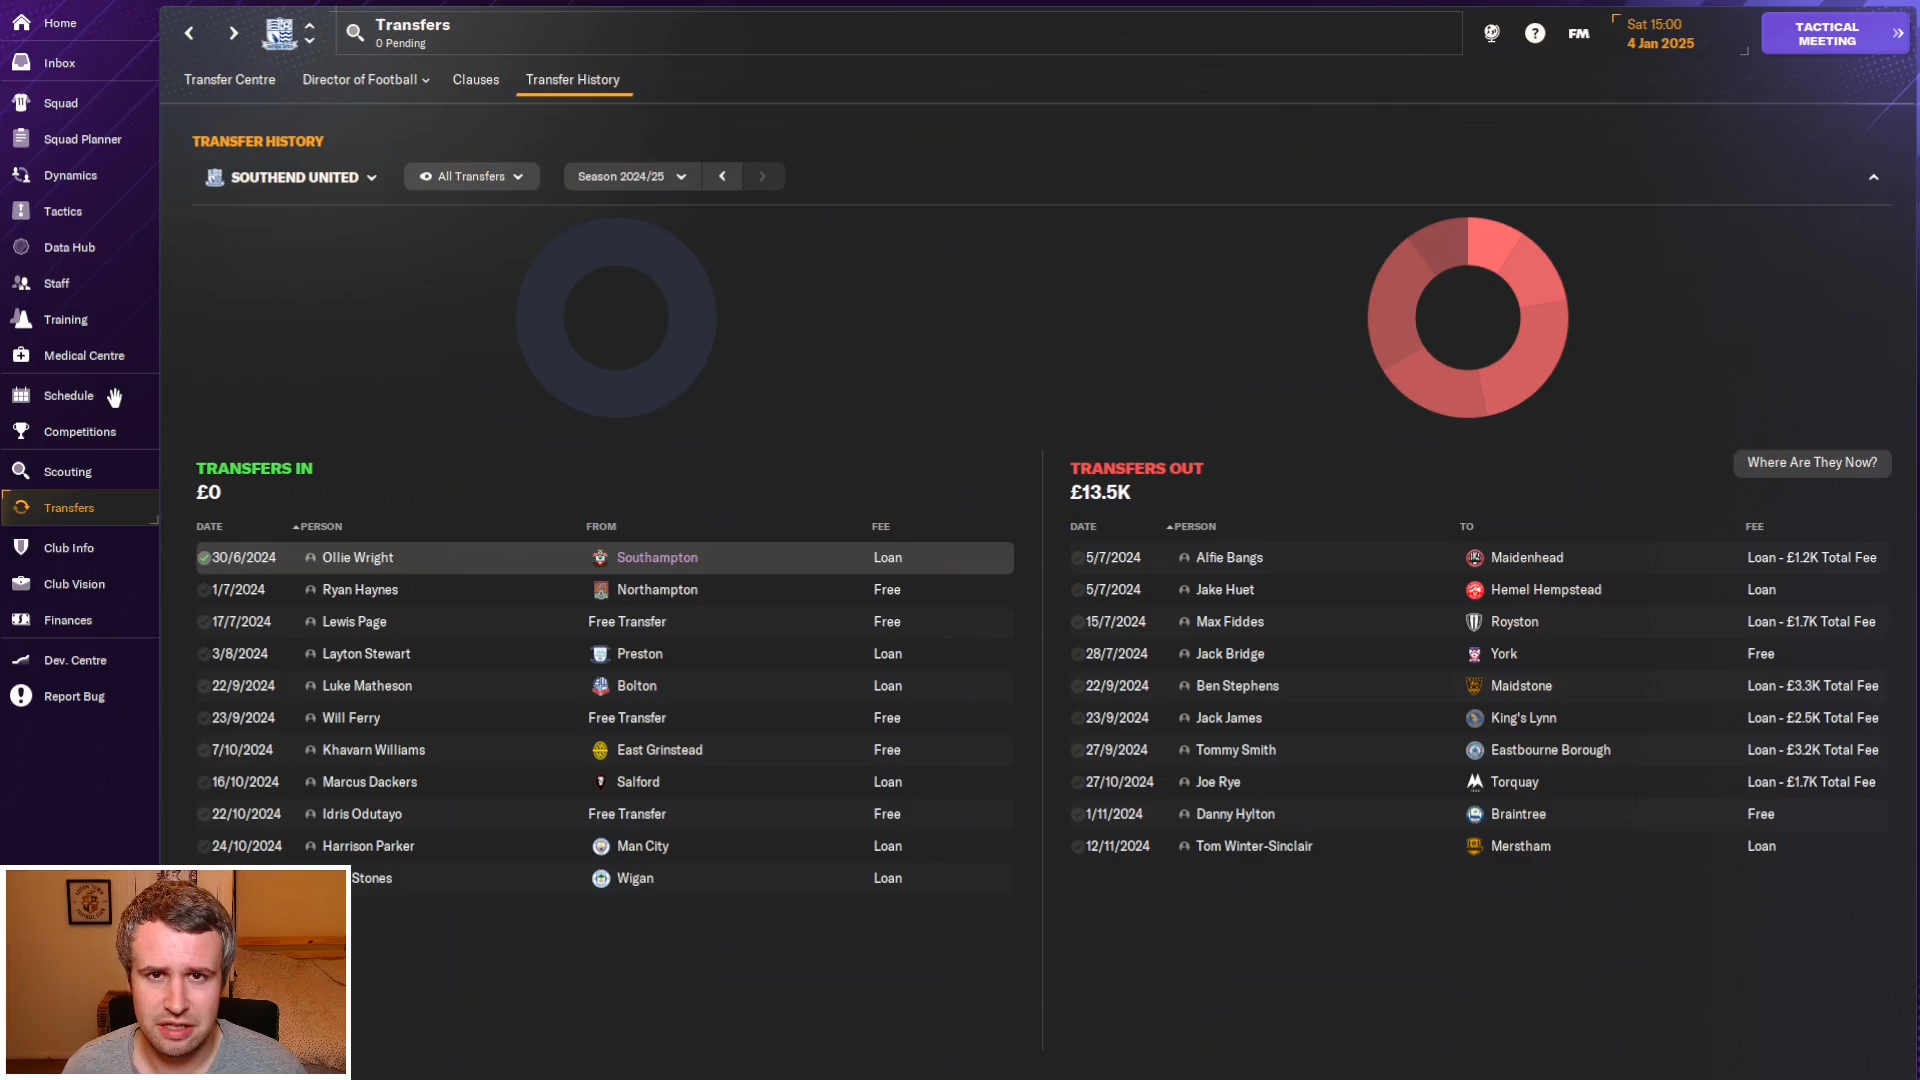 Home
Transfers
0 Pending
Sat 15:00
4 Jan 2025
FM
TACTICAL
MEETING
Inbox
Transfer Centre
Director of Football
Clauses
Transfer History
Squad
Squad Planner
Dynamics
Tactics
Data Hub
Staff
Training
Medical Centre
Schedule
Competitions
Scouting
Transfers
Club Info
Club Vision
Finances
Dev. Centre
Report Bug
TRANSFER HISTORY
SOUTHEND UNITED
All Transfers
Season 2024/25
TRANSFERS IN
£0
DATE PERSON FROM FEE
30/6/2024 Ollie Wright Southampton Loan
1/7/2024 Ryan Haynes Northampton Free
17/7/2024 Lewis Page Free Transfer Free
3/8/2024 Layton Stewart Preston Loan
22/9/2024 Luke Matheson Bolton Loan
23/9/2024 Will Ferry Free Transfer Free
7/10/2024 Khavarn Williams East Grinstead Free
16/10/2024 Marcus Dackers Salford Loan
22/10/2024 Idris Odutayo Free Transfer Free
24/10/2024 Harrison Parker Man City Loan
Stones Wigan Loan
TRANSFERS OUT
£13.5K
Where Are They Now?
DATE PERSON TO FEE
5/7/2024 Alfie Bangs Maidenhead Loan - £1.2K Total Fee
5/7/2024 Jake Huet Hemel Hempstead Loan
15/7/2024 Max Fiddes Royston Loan - £1.7K Total Fee
28/7/2024 Jack Bridge York Free
22/9/2024 Ben Stephens Maidstone Loan - £3.3K Total Fee
23/9/2024 Jack James King's Lynn Loan - £2.5K Total Fee
27/9/2024 Tommy Smith Eastbourne Borough Loan - £3.2K Total Fee
27/10/2024 Joe Rye Torquay Loan - £1.7K Total Fee
1/11/2024 Danny Hylton Braintree Free
12/11/2024 Tom Winter-Sinclair Merstham Loan